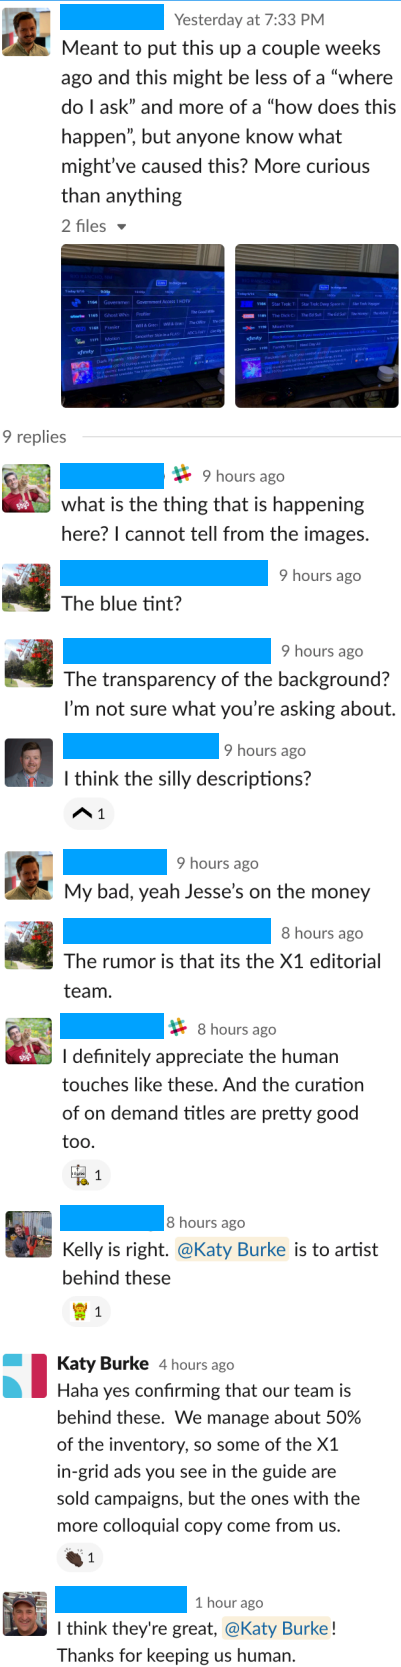 Yesterday at 7:33 PM
Meant to put this up a couple weeks
ago and this might be less of a “where
do I ask” and more of a “how does this
happen”, but anyone know what
might’ve caused this? More curious
than anything
2 files
9 replies
9 hours ago
what is the thing that is happening
here? I cannot tell from the images.
9 hours ago
The blue tint?
9 hours ago
The transparency of the background?
I’m not sure what you’re asking about.
9 hours ago
I think the silly descriptions?
1
9 hours ago
My bad, yeah Jesse’s on the money
8 hours ago
The rumor is that its the X1 editorial
team.
8 hours ago
I definitely appreciate the human
touches like these. And the curation
of on demand titles are pretty good
too.
1
8 hours ago
Kelly is right. @Katy Burke is to artist
behind these
1
Katy Burke 4 hours ago
Haha yes confirming that our team is
behind these. We manage about 50%
of the inventory, so some of the X1
in-grid ads you see in the guide are
sold campaigns, but the ones with the
more colloquial copy come from us.
1
1 hour ago
I think they're great, @Katy Burke!
Thanks for keeping us human.